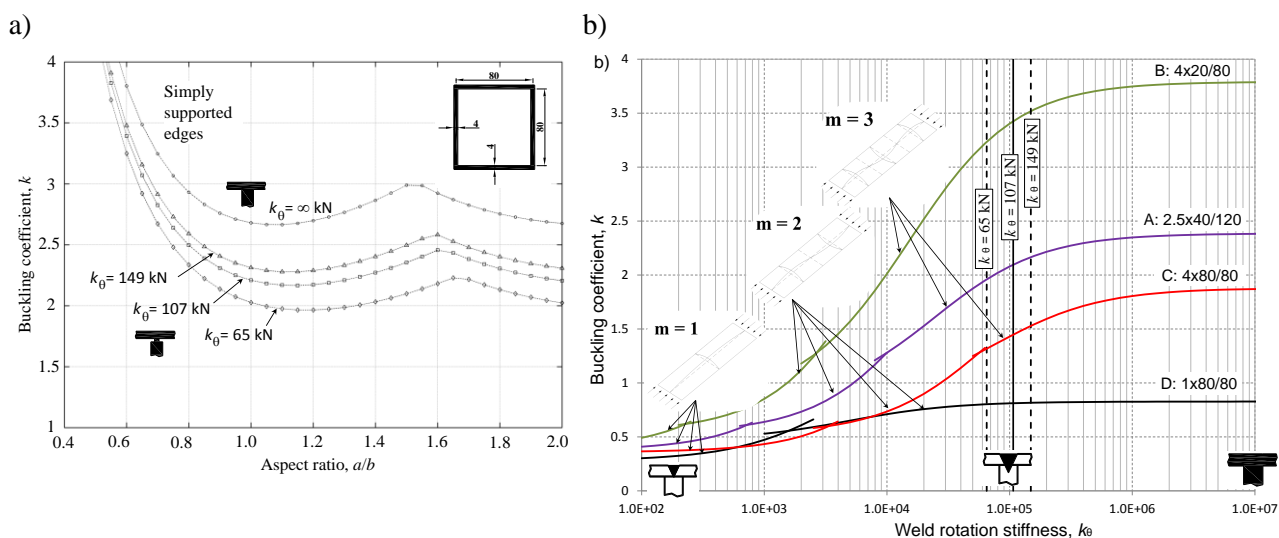 a)
Buckling coefficient, k
4
3.5
3
2.5
2
1.5
1
Simply
supported
edges
80
80
4
4
kθ= ∞ kN
kθ= 149 kN
kθ= 107 kN
kθ= 65 kN
0.4 0.6 0.8 1.0 1.2 1.4 1.6 1.8 2.0
Aspect ratio, a/b
b)
b)
Buckling coefficient, k
4
3.5
3
2.5
2
1.5
1
0.5
0
m = 3
m = 2
m = 1
B: 4x20/80
A: 2.5x40/120
C: 4x80/80
D: 1x80/80
kθ = 65 kN
kθ = 107 kN
kθ = 149 kN
1.0E+02 1.0E+03 1.0E+04 1.0E+05 1.0E+06 1.0E+07
Weld rotation stiffness, kθ